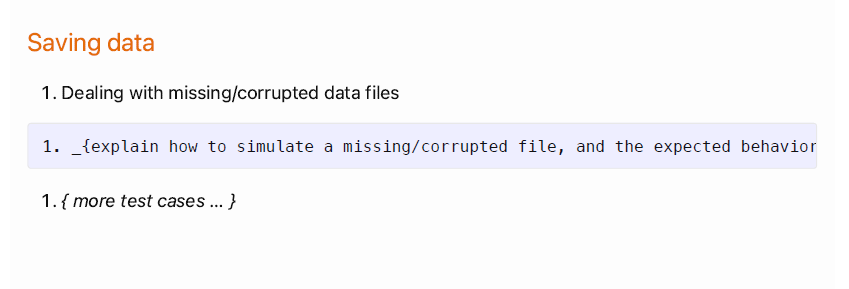 Saving data
1. Dealing with missing/corrupted data files
1. _{explain how to simulate a missing/corrupted file, and the expected behavior
1. { more test cases … }